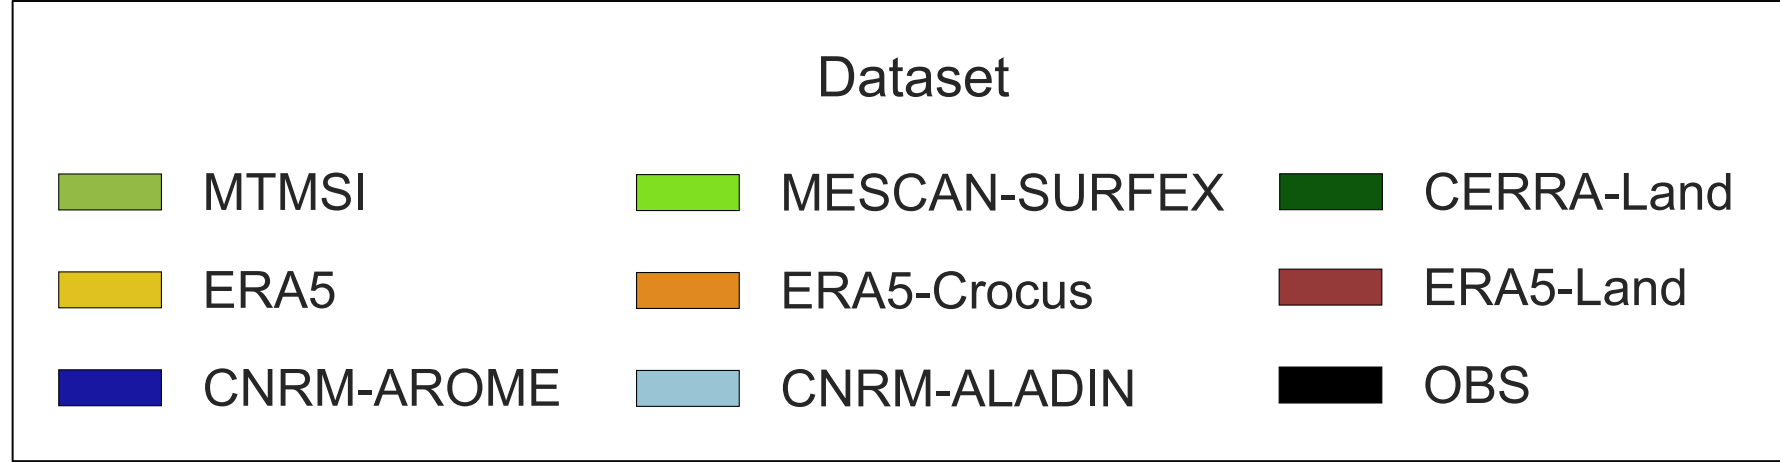 Dataset
MTMSI MESCAN-SURFEX CERRA-Land
ERA5 ERA5-Crocus ERA5-Land
CNRM-AROME CNRM-ALADIN OBS